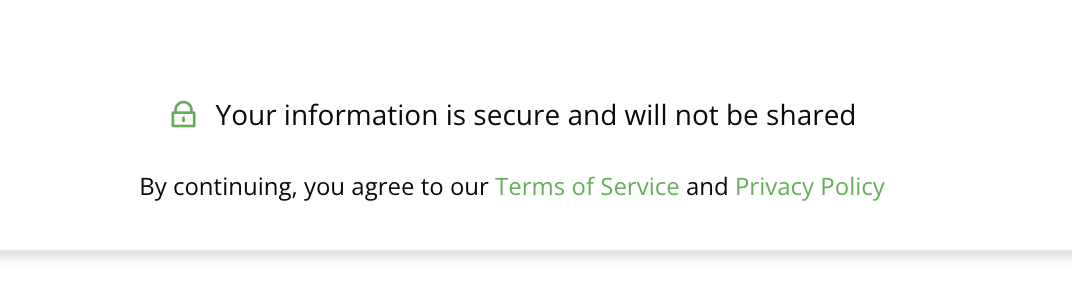 Your information is secure and will not be shared
By continuing, you agree to our Terms of Service and Privacy Policy